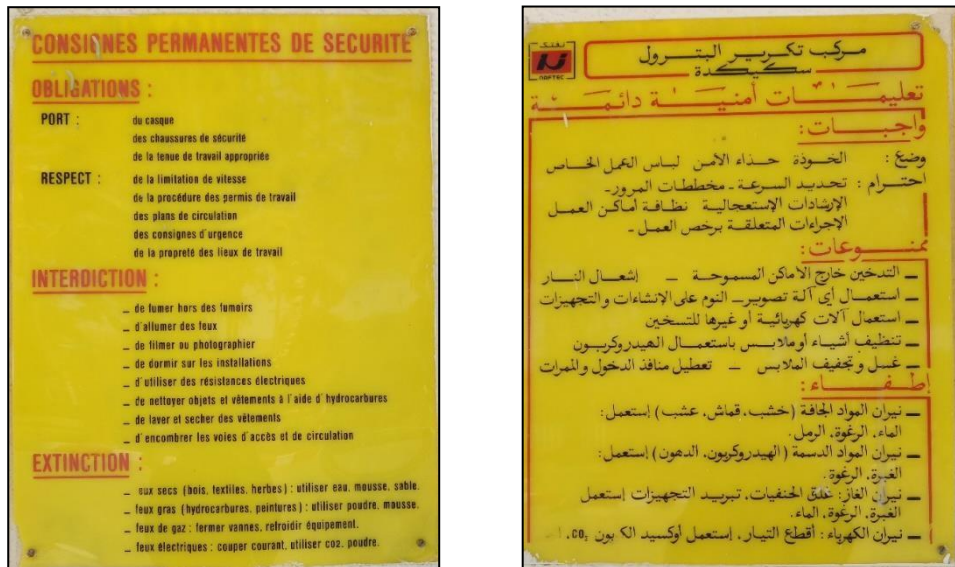 CONSIGNES PERMANENTES DE SECURITE
OBLIGATIONS :
PORT : du casque
des chaussures de sécurité
de la tenue de travail appropriée
RESPECT : de la limitation de vitesse
de la procédure des permis de travail
des plans de circulation
des consignes d'urgence
de la propreté des lieux de travail
INTERDICTION :
_ de fumer hors des fumoirs
_ d'allumer des feux
_ de filmer ou photographier
_ de dormir sur les installations
_ d'utiliser des résistances électriques
_ de nettoyer objets et vêtements à l'aide d'hydrocarbures
_ de laver et secher des vêtements
_ d'encombrer les voies d'accès et de circulation
EXTINCTION :
_ aux secs (bois, textiles, herbes) : utiliser eau, mousse, sable.
_ feux gras (hydrocarbures, peintures) : utiliser poudre, mousse.
_ feux de gaz : fermer vannes, refroidir équipement.
_ feux électriques : couper courant, utiliser co2, poudre.
نفتك
NAFTEC
مركب تكرير البترول
سكيكدة
تعليمات أمنية دائمة
واجبات :
وضع : الخوذة حذاء الأمن لباس العمل الخاص
احترام : تحديد السرعة - مخططات المرور -
الإرشادات الإستعجالية نظافة أماكن العمل
الإجراءات المتعلقة برخص العمل -
ممنوعات :
_ التدخين خارج الأماكن المسموحة _ إشعال النار
_ استعمال أي آلة تصوير _ النوم على الإنشاءات والتجهيزات
_ استعمال آلات كهربائية أو غيرها للتسخين
_ تنظيف أشياء أو ملابس باستعمال الهيدروكربون
_ غسل وتجفيف الملابس _ تعطيل منافذ الدخول والممرات
إطفاء :
_ نيران المواد الجافة (خشب، قماش، عشب) إستعمل :
الماء، الرغوة، الرمل.
_ نيران المواد الدسمة (الهيدروكربون، الدهون) إستعمل :
الغبرة، الرغوة.
_ نيران الغاز : غلق الحنفيات، تبريد التجهيزات إستعمل
الغبرة، الرغوة، الماء.
_ نيران الكهرباء : أقطع التيار، إستعمل أوكسيد الكربون CO2،